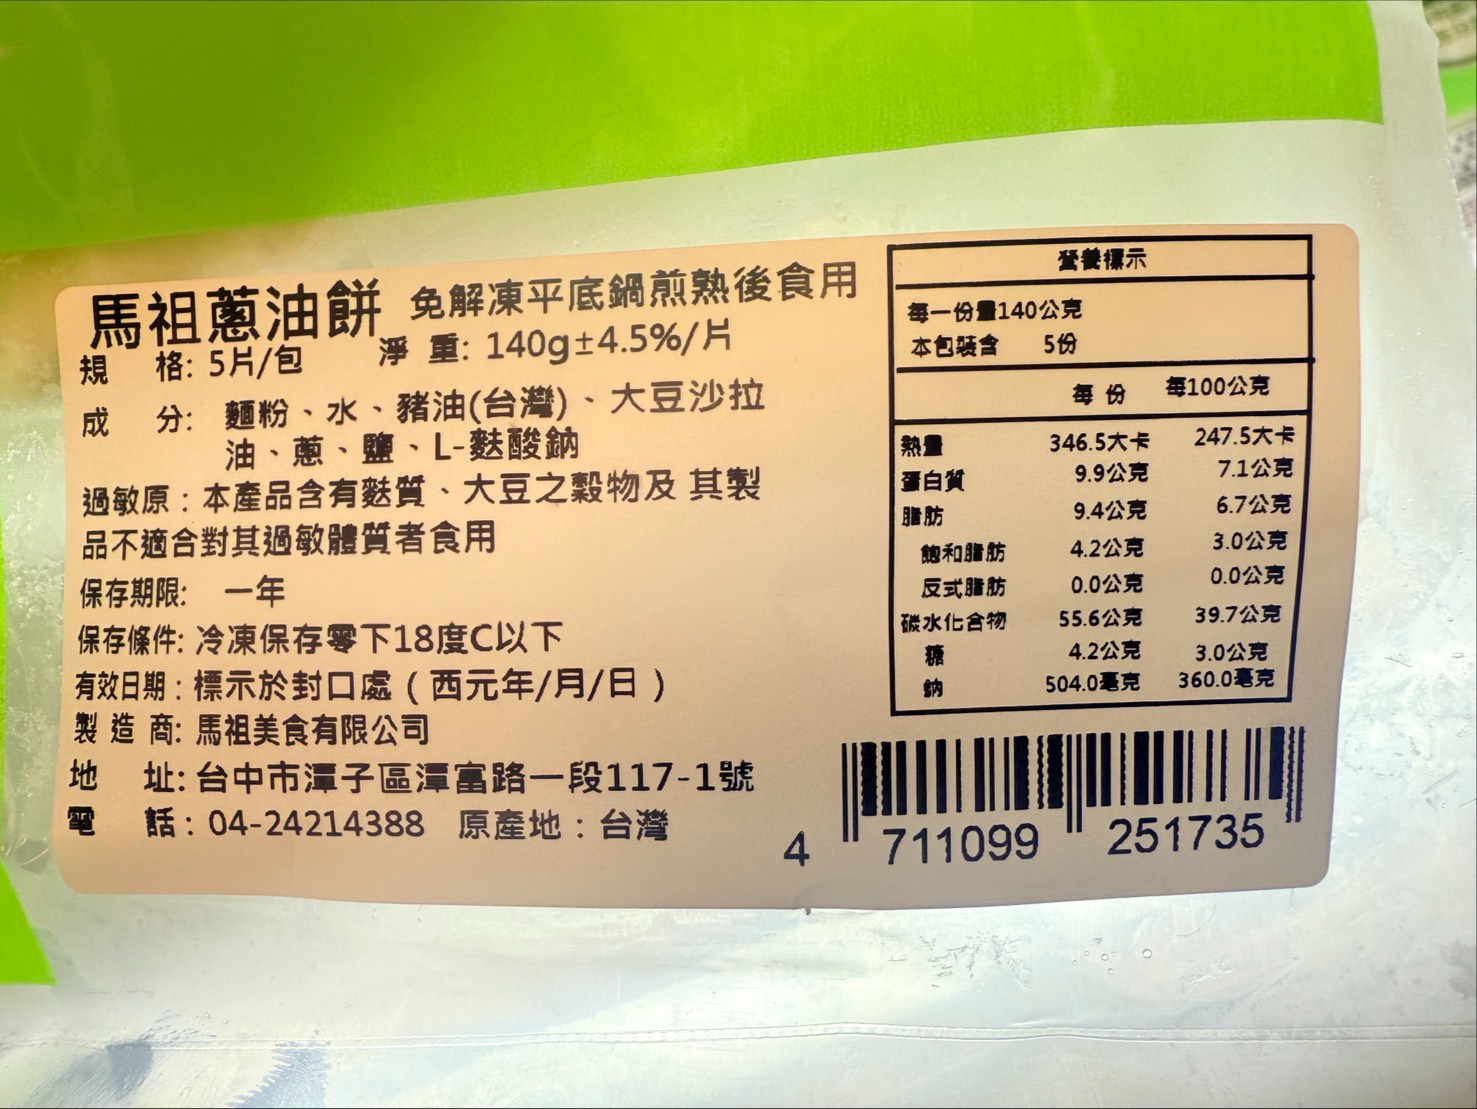 馬祖蔥油餅 免解凍平底鍋煎熟後食用
規 格: 5片/包 淨 重: 140g±4.5%/片
成 分: 麵粉、水、豬油(台灣)、大豆沙拉
油、蔥、鹽、L-麩酸鈉
過敏原:本產品含有麩質、大豆之穀物及 其製
品不適合對其過敏體質者食用
保存期限: 一年
保存條件: 冷凍保存零下18度C以下
有效日期:標示於封口處(西元年/月/日)
製 造 商: 馬祖美食有限公司
地 址: 台中市潭子區潭富路一段117-1號
電 話:04-24214388 原產地:台灣
營養標示
每一份量140公克
本包裝含 5份
每 份 每100公克
熱量 346.5大卡 247.5大卡
蛋白質 9.9公克 7.1公克
脂肪 9.4公克 6.7公克
飽和脂肪 4.2公克 3.0公克
反式脂肪 0.0公克 0.0公克
碳水化合物 55.6公克 39.7公克
糖 4.2公克 3.0公克
鈉 504.0毫克 360.0毫克
4 711099 251735